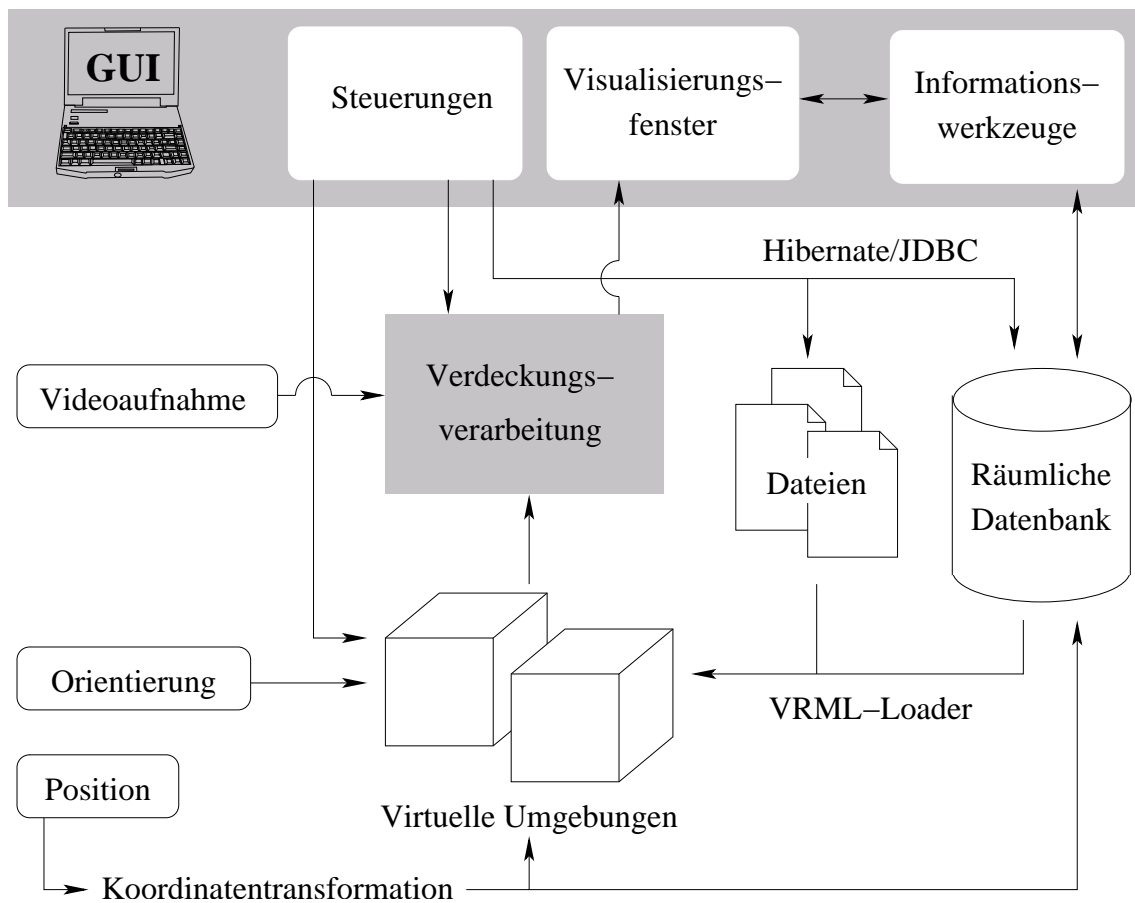 GUI
Steuerungen
Visualisierungs–
fenster
Informations–
werkzeuge
Hibernate/JDBC
Videoaufnahme
Verdeckungs–
verarbeitung
Dateien
Räumliche
Datenbank
Orientierung
VRML–Loader
Position
Virtuelle Umgebungen
Koordinatentransformation